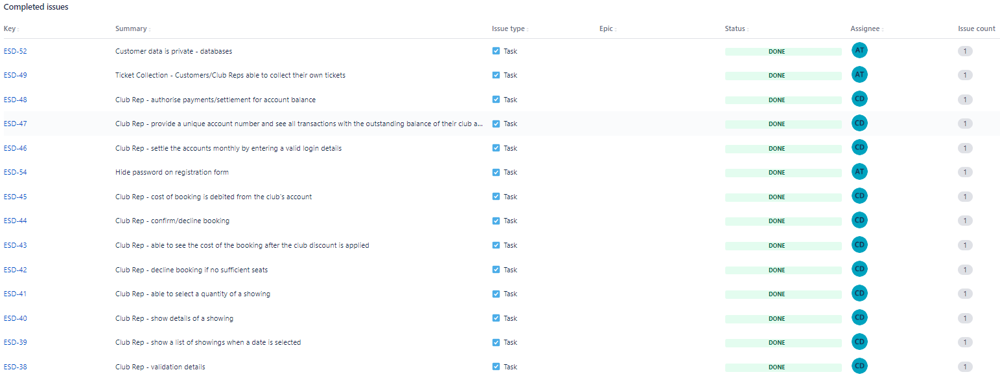 Completed issues
Key Summary Issue type Epic Status Assignee Issue count
ESD-52 Customer data is private - databases Task DONE AT 1
ESD-49 Ticket Collection - Customers/Club Reps able to collect their own tickets Task DONE AT 1
ESD-48 Club Rep - authorise payments/settlement for account balance Task DONE CD 1
ESD-47 Club Rep - provide a unique account number and see all transactions with the outstanding balance of their club a... Task DONE CD 1
ESD-46 Club Rep - settle the accounts monthly by entering a valid login details Task DONE CD 1
ESD-54 Hide password on registration form Task DONE AT 1
ESD-45 Club Rep - cost of booking is debited from the club's account Task DONE CD 1
ESD-44 Club Rep - confirm/decline booking Task DONE CD 1
ESD-43 Club Rep - able to see the cost of the booking after the club discount is applied Task DONE CD 1
ESD-42 Club Rep - decline booking if no sufficient seats Task DONE CD 1
ESD-41 Club Rep - able to select a quantity of a showing Task DONE CD 1
ESD-40 Club Rep - show details of a showing Task DONE CD 1
ESD-39 Club Rep - show a list of showings when a date is selected Task DONE CD 1
ESD-38 Club Rep - validation details Task DONE CD 1